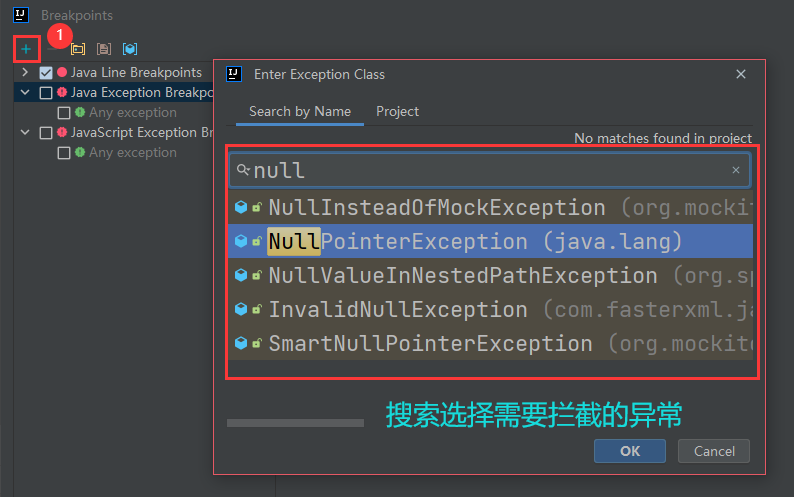 Breakpoints
1
Java Line Breakpoints
Java Exception Breakpo
Any exception
JavaScript Exception Br
Any exception
Enter Exception Class
Search by Name Project
No matches found in project
null
NullInsteadOfMockException (org.mockit
NullPointerException (java.lang)
NullValueInNestedPathException (org.sp
InvalidNullException (com.fasterxml.ja
SmartNullPointerException (org.mockito
搜索选择需要拦截的异常
OK Cancel